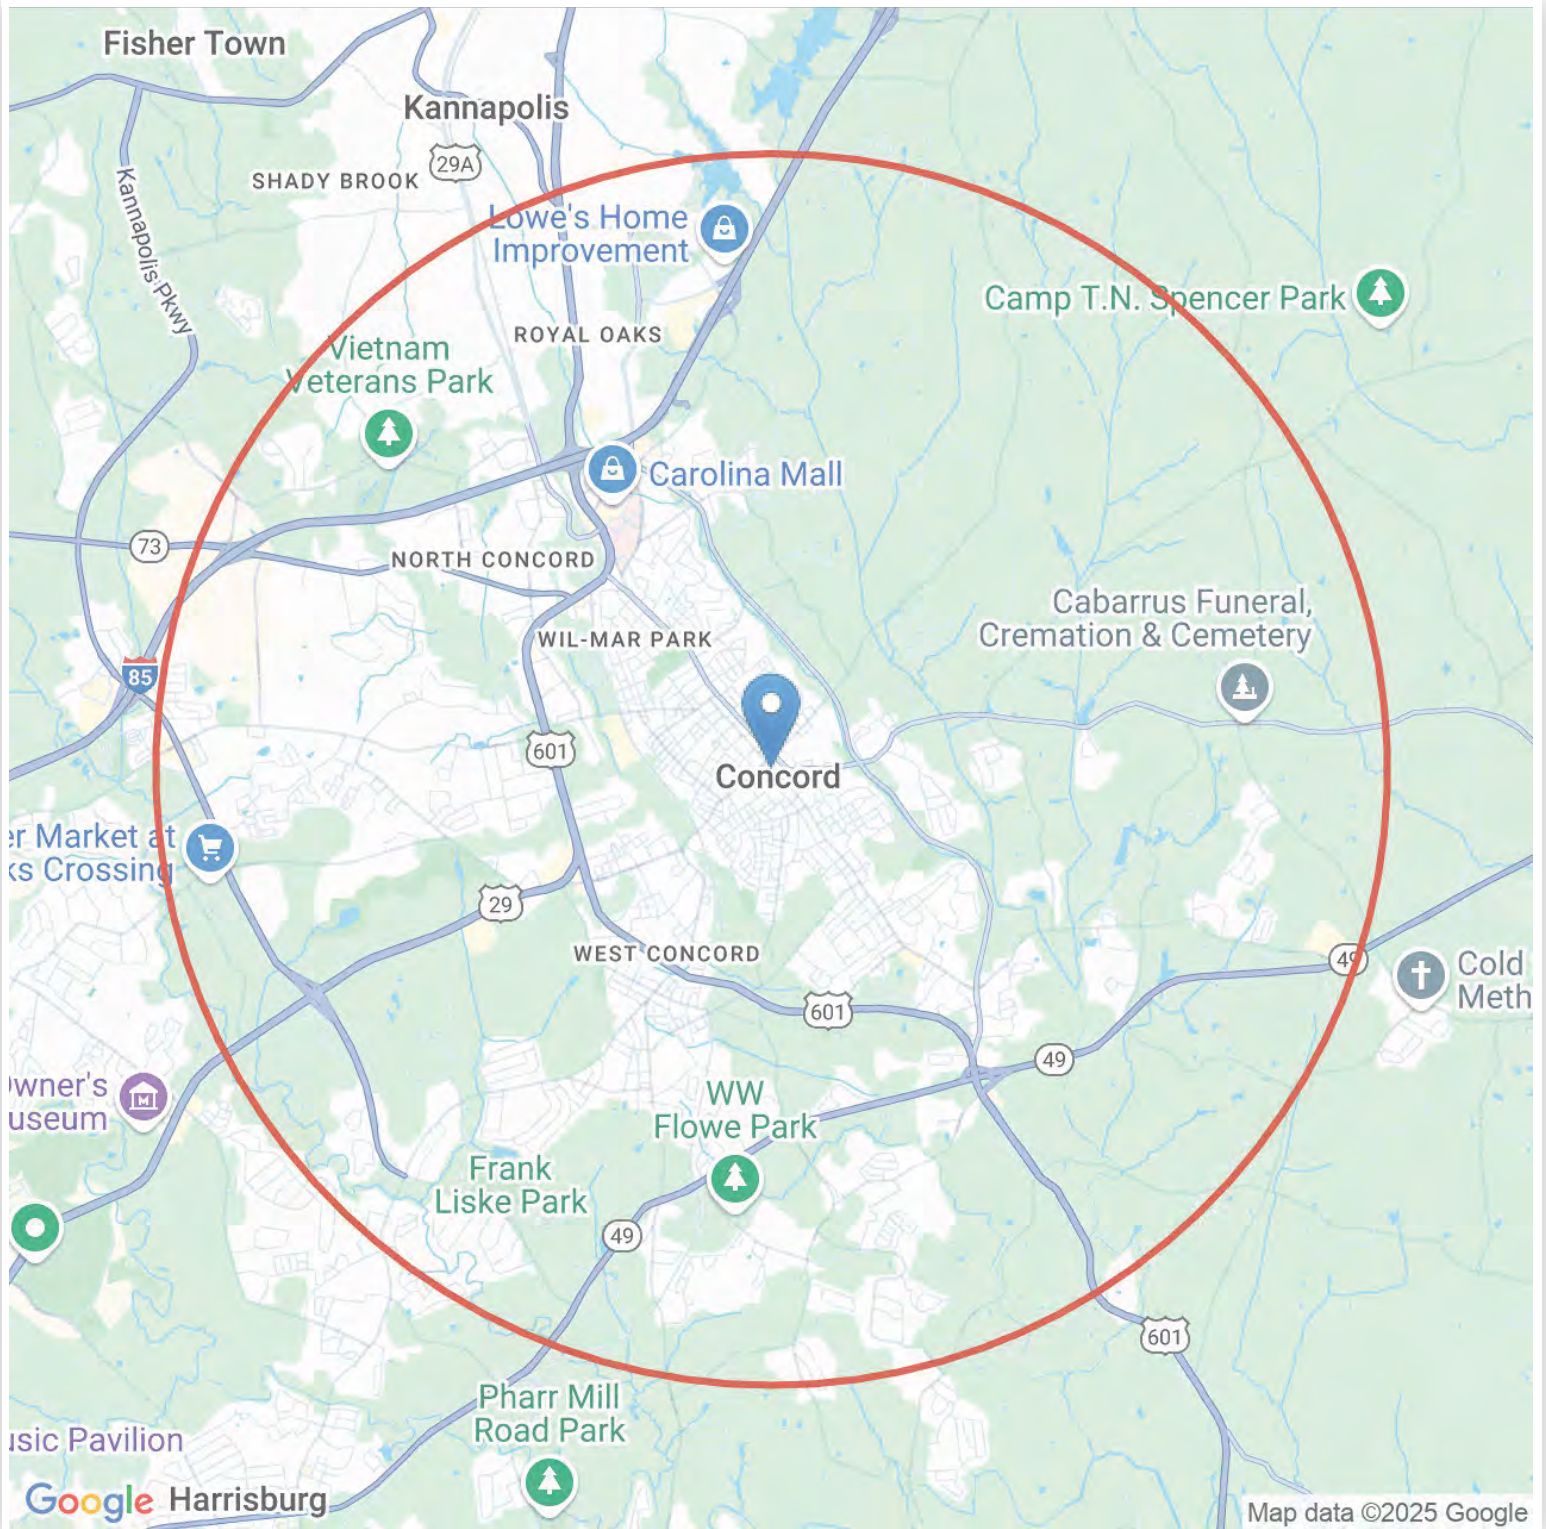 Fisher Town
Kannapolis
29A
SHADY BROOK
Kannapolis Pkwy
Lowe's Home
Improvement
Camp T.N. Spencer Park
ROYAL OAKS
Vietnam
Veterans Park
Carolina Mall
73
NORTH CONCORD
Cabarrus Funeral,
Cremation & Cemetery
WIL-MAR PARK
85
601
Concord
er Market at
ks Crossing
29
WEST CONCORD
49
Cold
Meth
601
49
wner's
useum
WW
Flowe Park
Frank
Liske Park
49
601
Pharr Mill
Road Park
usic Pavilion
Google
Harrisburg
Map data ©2025 Google